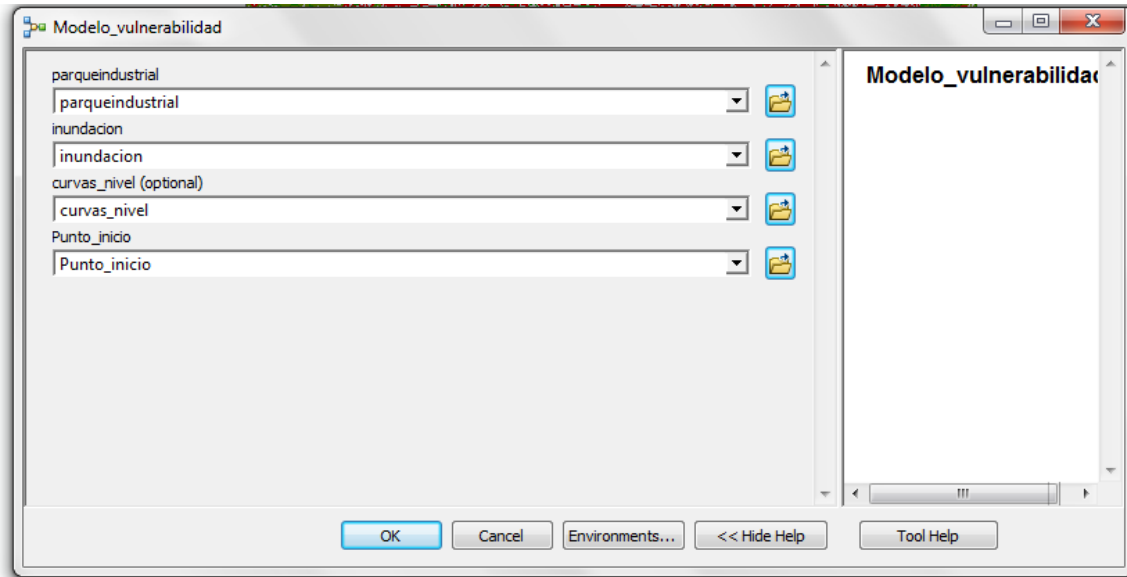 Modelo_vulnerabilidad
parqueindustrial
parqueindustrial
inundacion
inundacion
curvas_nivel (optional)
curvas_nivel
Punto_inicio
Punto_inicio
Modelo_vulnerabilidad
OK
Cancel
Environments...
<< Hide Help
Tool Help